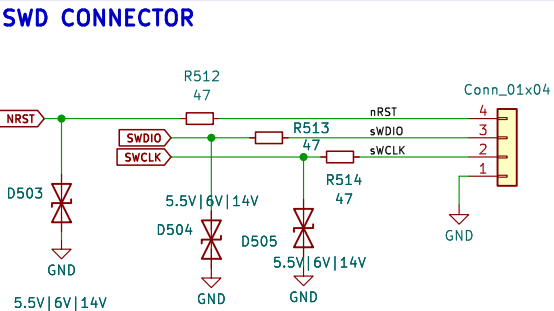 SWD CONNECTOR
R512
47
Conn_01x04
NRST
nRST
4
SWDIO
R513
47
sWDIO
3
SWCLK
sWCLK
2
R514
47
1
D503
5.5V|6V|14V
D504
D505
GND
5.5V|6V|14V
GND
GND
GND
5.5V|6V|14V